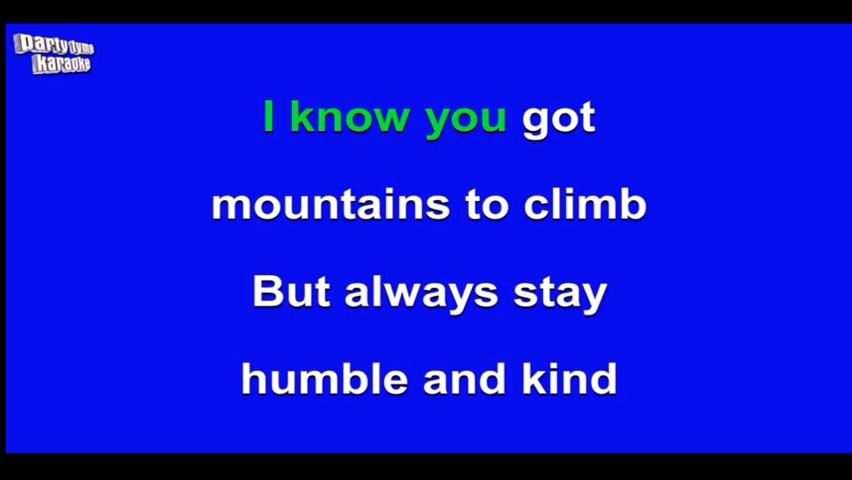 party tyme
karaoke
I know you got
mountains to climb
But always stay
humble and kind